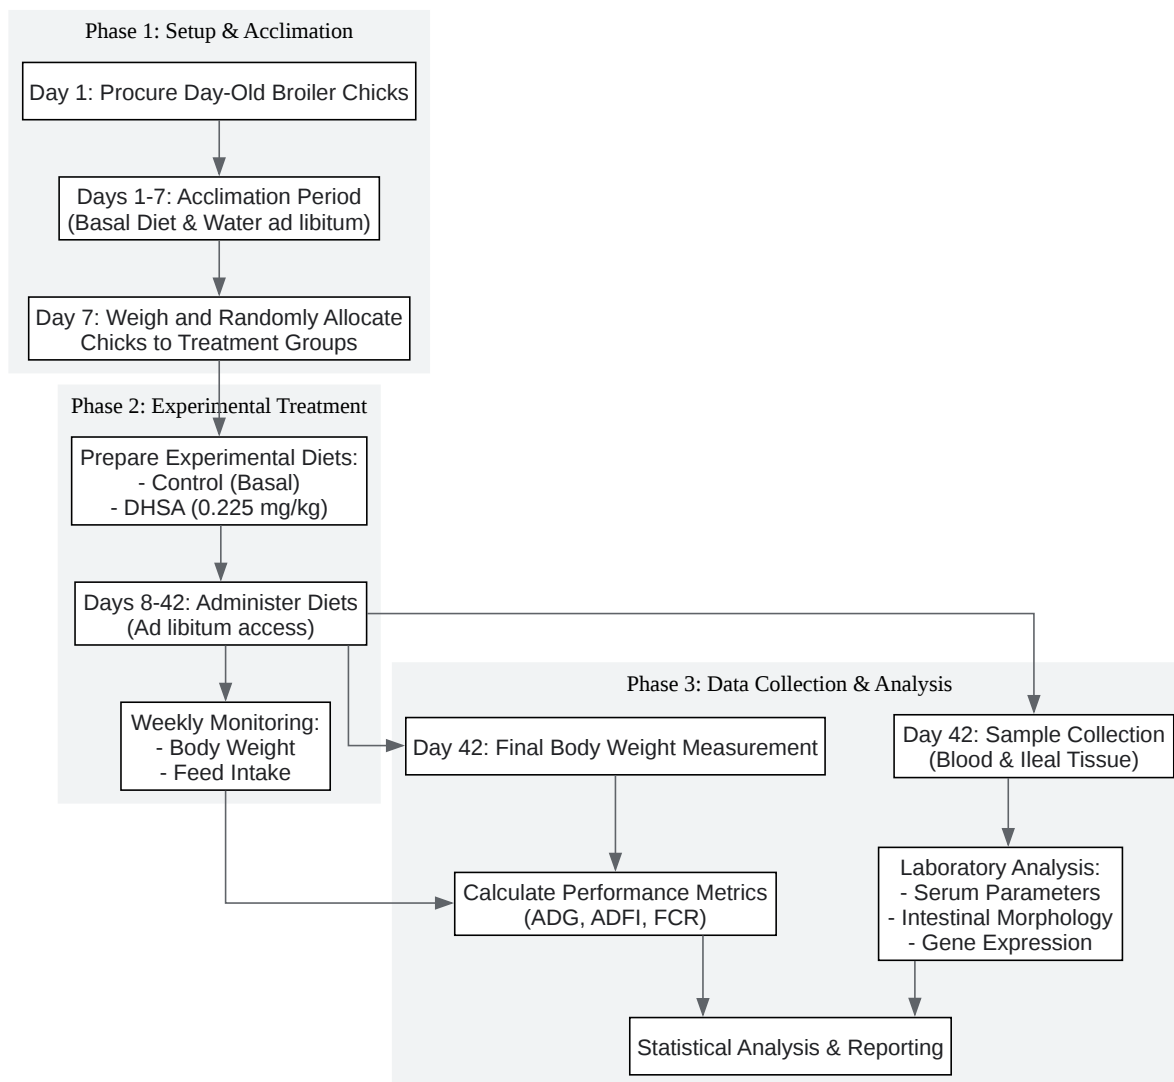 Phase 1: Setup & Acclimation
Day 1: Procure Day-Old Broiler Chicks
Days 1-7: Acclimation Period
(Basal Diet & Water ad libitum)
Day 7: Weigh and Randomly Allocate
Chicks to Treatment Groups
Phase 2: Experimental Treatment
Prepare Experimental Diets:
- Control (Basal)
- DHSA (0.225 mg/kg)
Days 8-42: Administer Diets
(Ad libitum access)
Weekly Monitoring:
- Body Weight
- Feed Intake
Phase 3: Data Collection & Analysis
Day 42: Final Body Weight Measurement
Day 42: Sample Collection
(Blood & Ileal Tissue)
Calculate Performance Metrics
(ADG, ADFI, FCR)
Laboratory Analysis:
- Serum Parameters
- Intestinal Morphology
- Gene Expression
Statistical Analysis & Reporting